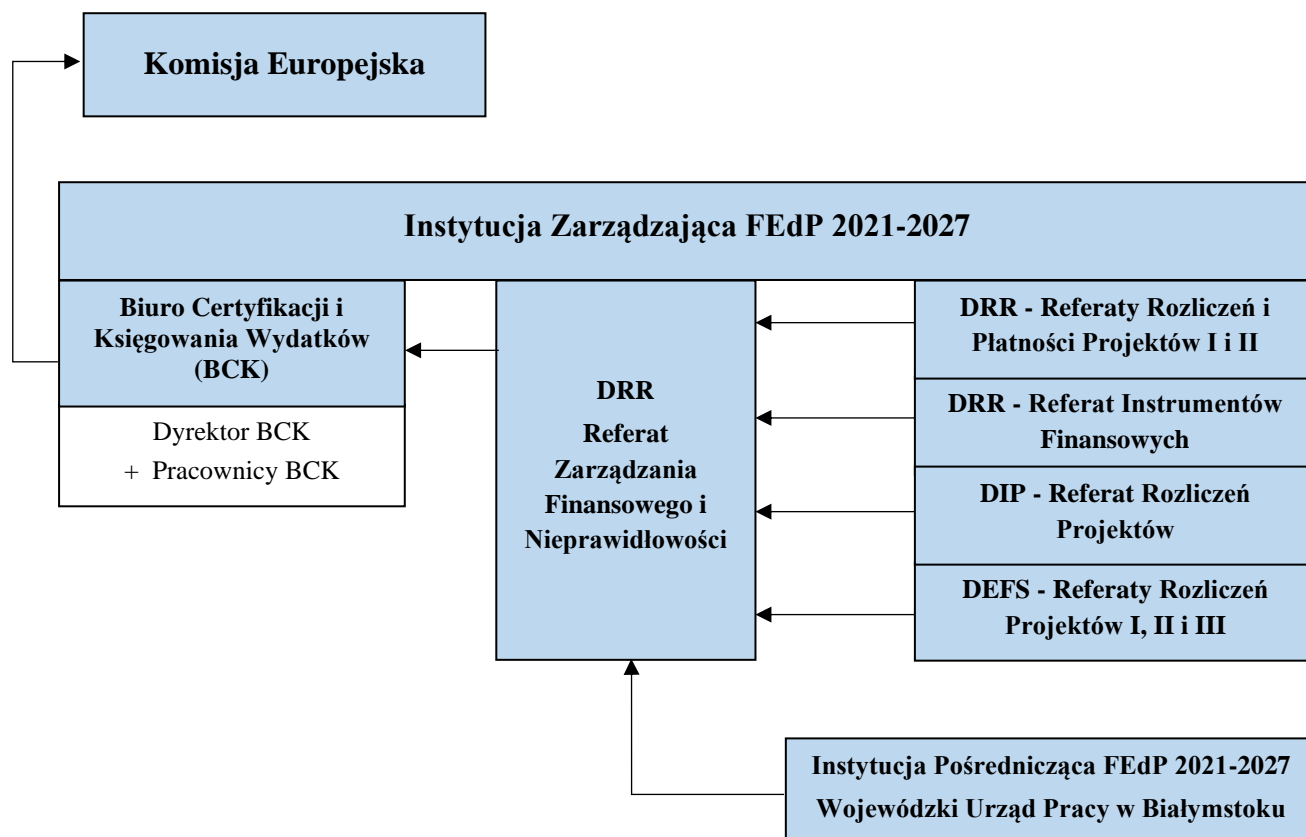 Komisja Europejska
Instytucja Zarządzająca FEdP 2021-2027
Biuro Certyfikacji i
Księgowania Wydatków
(BCK)
Dyrektor BCK
+ Pracownicy BCK
DRR
Referat
Zarządzania
Finansowego i
Nieprawidłowości
DRR - Referaty Rozliczeń i
Płatności Projektów I i II
DRR - Referat Instrumentów
Finansowych
DIP - Referat Rozliczeń
Projektów
DEFS - Referaty Rozliczeń
Projektów I, II i III
Instytucja Pośrednicząca FEdP 2021-2027
Wojewódzki Urząd Pracy w Białymstoku